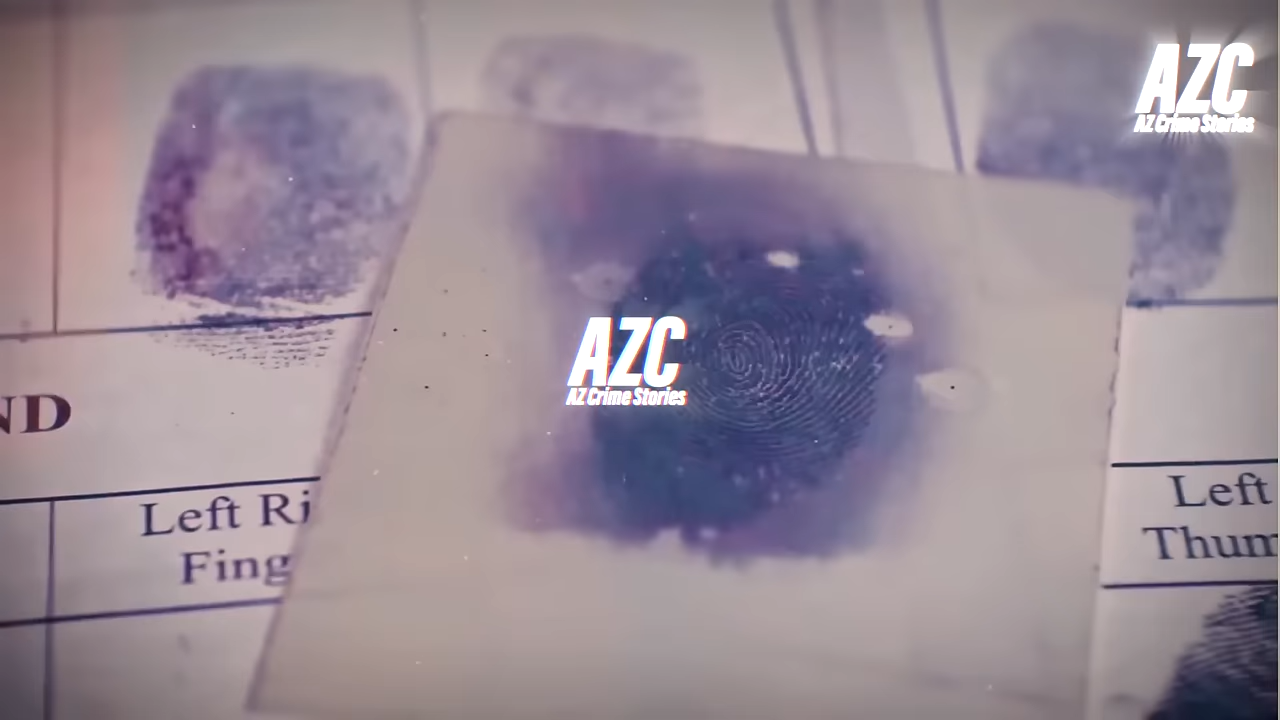 AZC
AZ Crime Stories
AZC
AZ Crime Stories
ND
Left Ri
Fing
Left
Thum